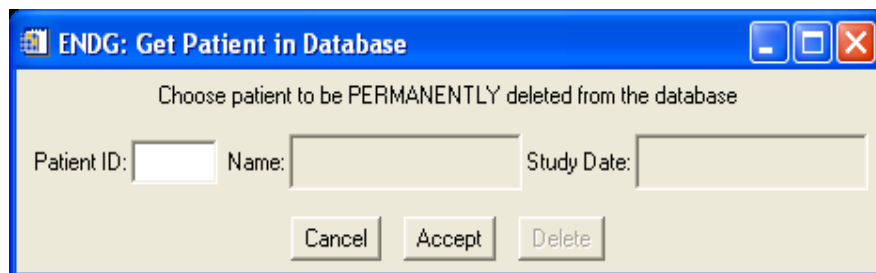 ENDG: Get Patient in Database
Choose patient to be PERMANENTLY deleted from the database
Patient ID: Name: Study Date:
Cancel Accept Delete